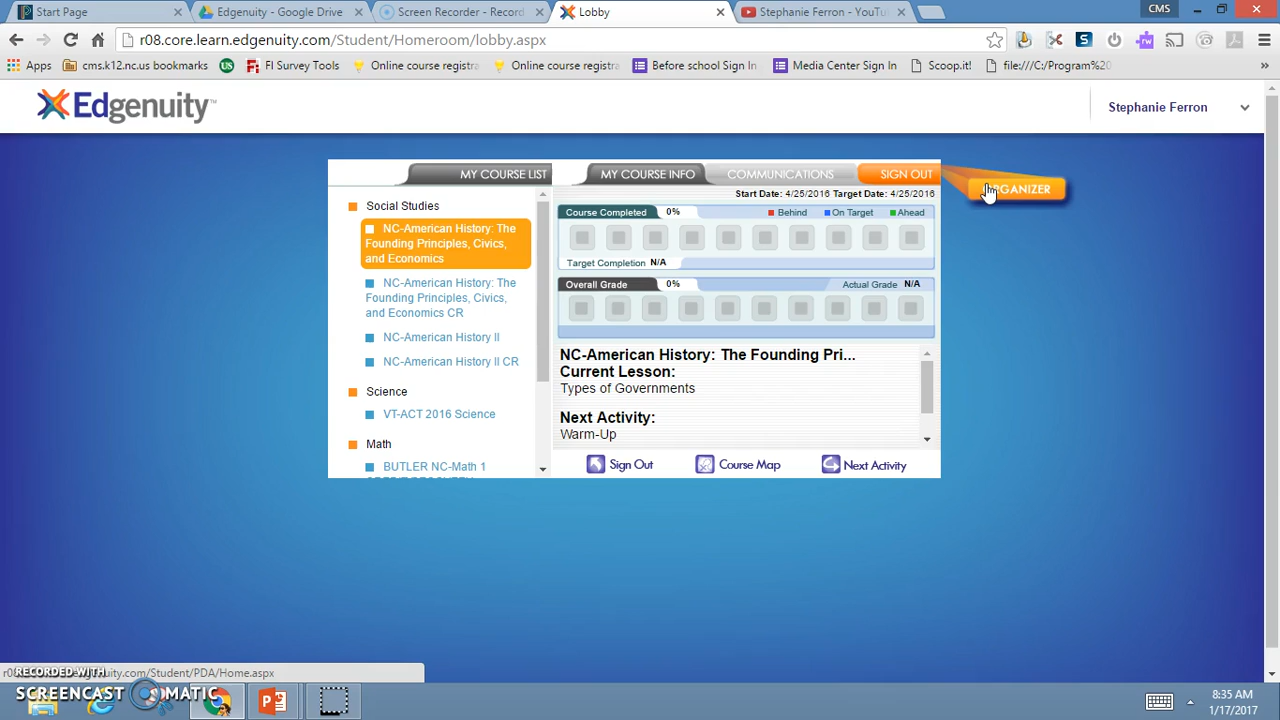 Start Page
Edgenuity - Google Drive
Screen Recorder - Record
Lobby
Stephanie Ferron - YouTu
CMS
r08.core.learn.edgenuity.com/Student/Homeroom/lobby.aspx
Apps
cms.k12.nc.us bookmarks
US
FI Survey Tools
Online course registra
Online course registra
Before school Sign In
Media Center Sign In
Scoop.it!
file:///C:/Program%20
»
Edgenuity™
Stephanie Ferron
MY COURSE LIST
MY COURSE INFO
COMMUNICATIONS
SIGN OUT
Start Date: 4/25/2016 Target Date: 4/25/2016
Social Studies
NC-American History: The
Founding Principles, Civics,
and Economics
NC-American History: The
Founding Principles, Civics,
and Economics CR
NC-American History II
NC-American History II CR
Science
VT-ACT 2016 Science
Math
BUTLER NC-Math 1
Course Completed 0%
Behind On Target Ahead
Target Completion N/A
Overall Grade 0%
Actual Grade N/A
NC-American History: The Founding Pri...
Current Lesson:
Types of Governments
Next Activity:
Warm-Up
Sign Out
Course Map
Next Activity
RECORDED WITH
SCREENCAST MATIC
8:35 AM
1/17/2017